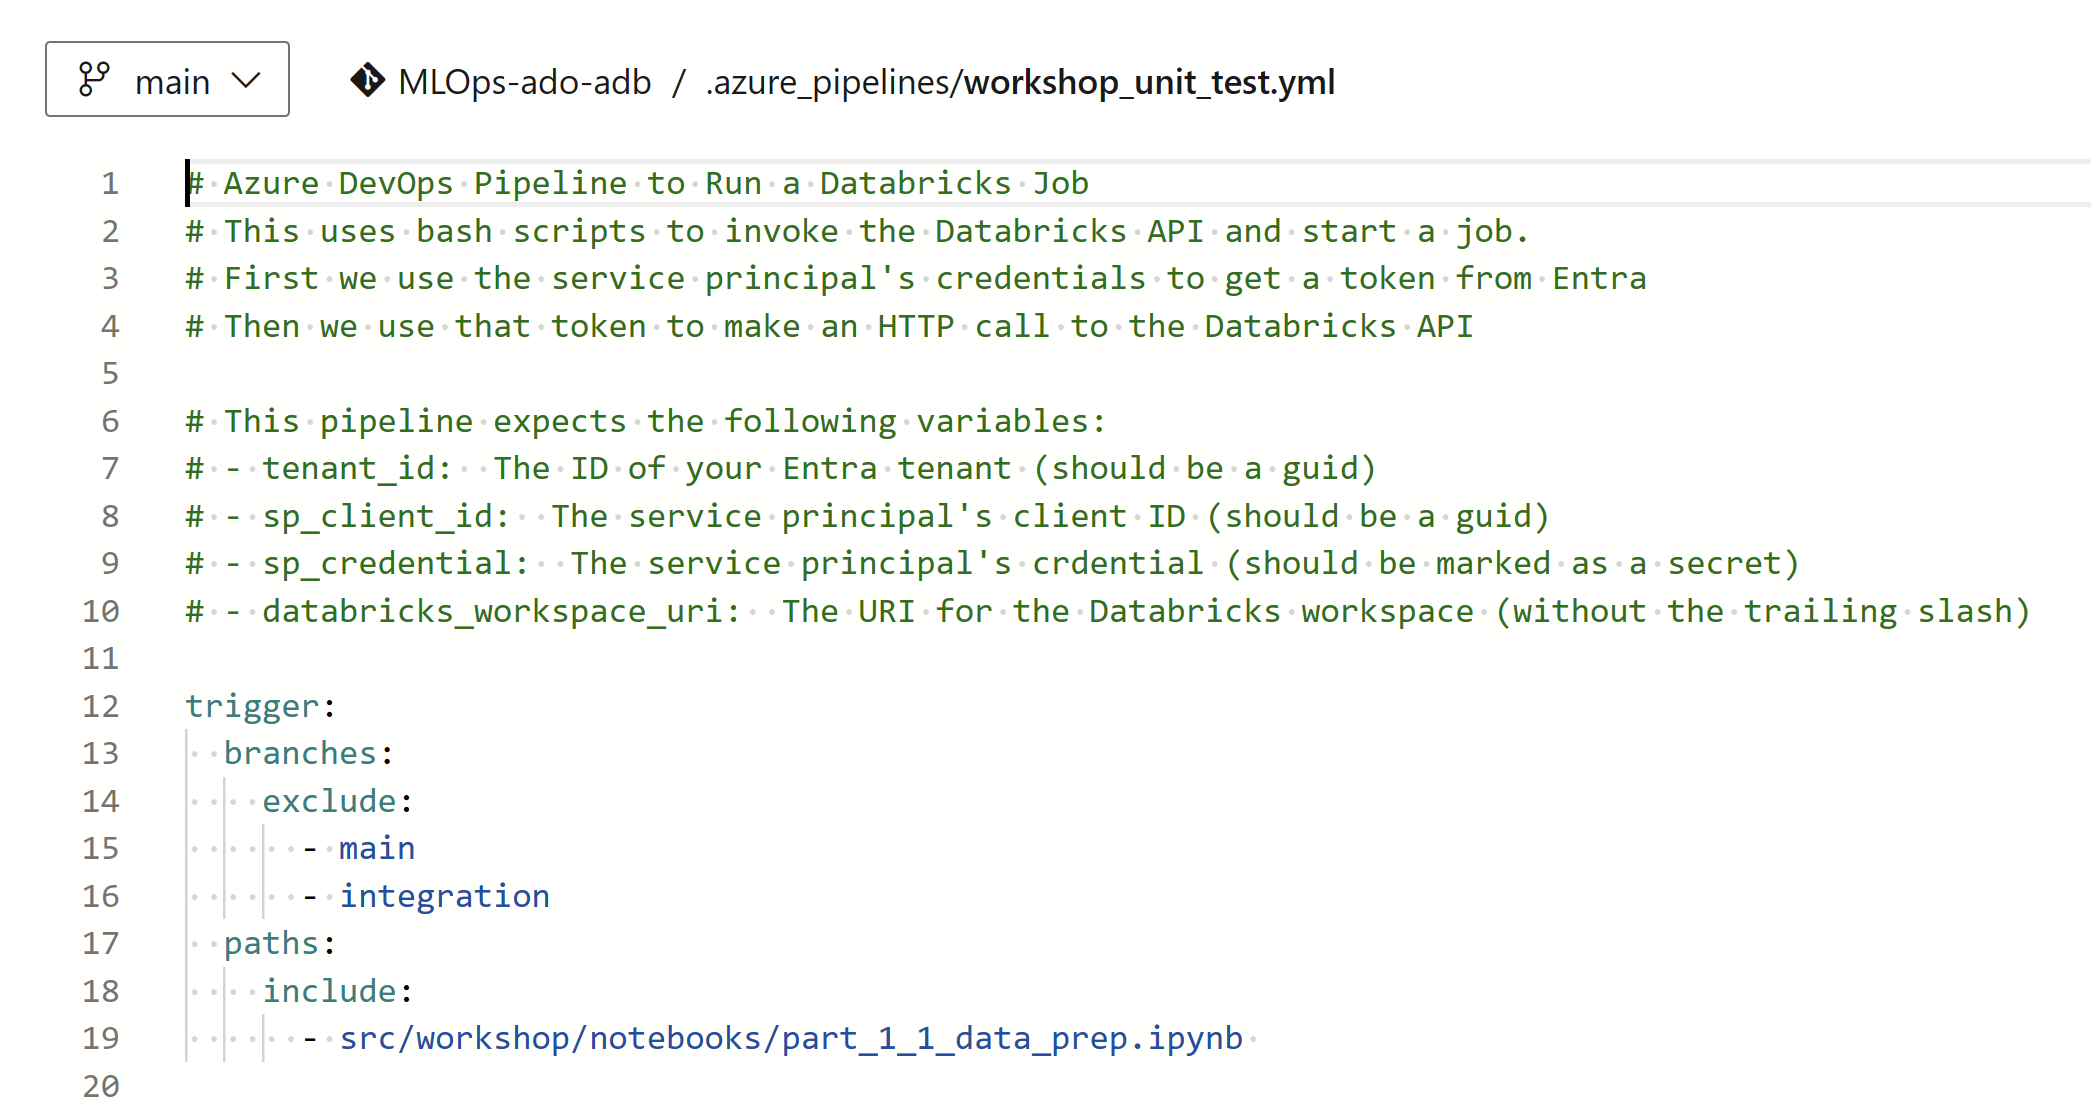 main
MLOps-ado-adb / .azure_pipelines/workshop_unit_test.yml
1 # Azure DevOps Pipeline to Run a Databricks Job
2 # This uses bash scripts to invoke the Databricks API and start a job.
3 # First we use the service principal's credentials to get a token from Entra
4 # Then we use that token to make an HTTP call to the Databricks API
5
6 # This pipeline expects the following variables:
7 # - tenant_id:  The ID of your Entra tenant (should be a guid)
8 # - sp_client_id:  The service principal's client ID (should be a guid)
9 # - sp_credential:  The service principal's crdential (should be marked as a secret)
10 # - databricks_workspace_uri:  The URI for the Databricks workspace (without the trailing slash)
11
12 trigger:
13   branches:
14     exclude:
15       - main
16       - integration
17   paths:
18     include:
19       - src/workshop/notebooks/part_1_1_data_prep.ipynb
20